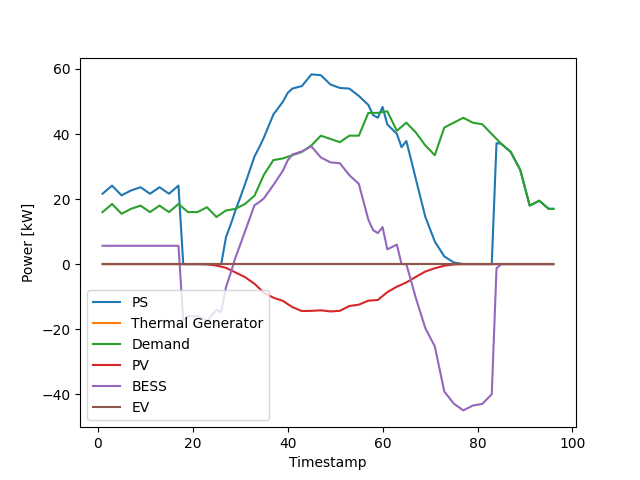 60
40
20
0
−20
−40
Power [kW]
PS
Thermal Generator
Demand
PV
BESS
EV
0 20 40 60 80 100
Timestamp